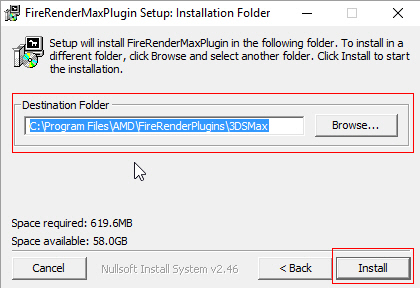 FireRenderMaxPlugin Setup: Installation Folder
Setup will install FireRenderMaxPlugin in the following folder. To install in a
different folder, click Browse and select another folder. Click Install to start
the installation.
Destination Folder
C:\Program Files\AMD\FireRenderPlugins\3DSMax
Browse...
Space required: 619.6MB
Space available: 58.0GB
Cancel
Nullsoft Install System v2.46
< Back
Install